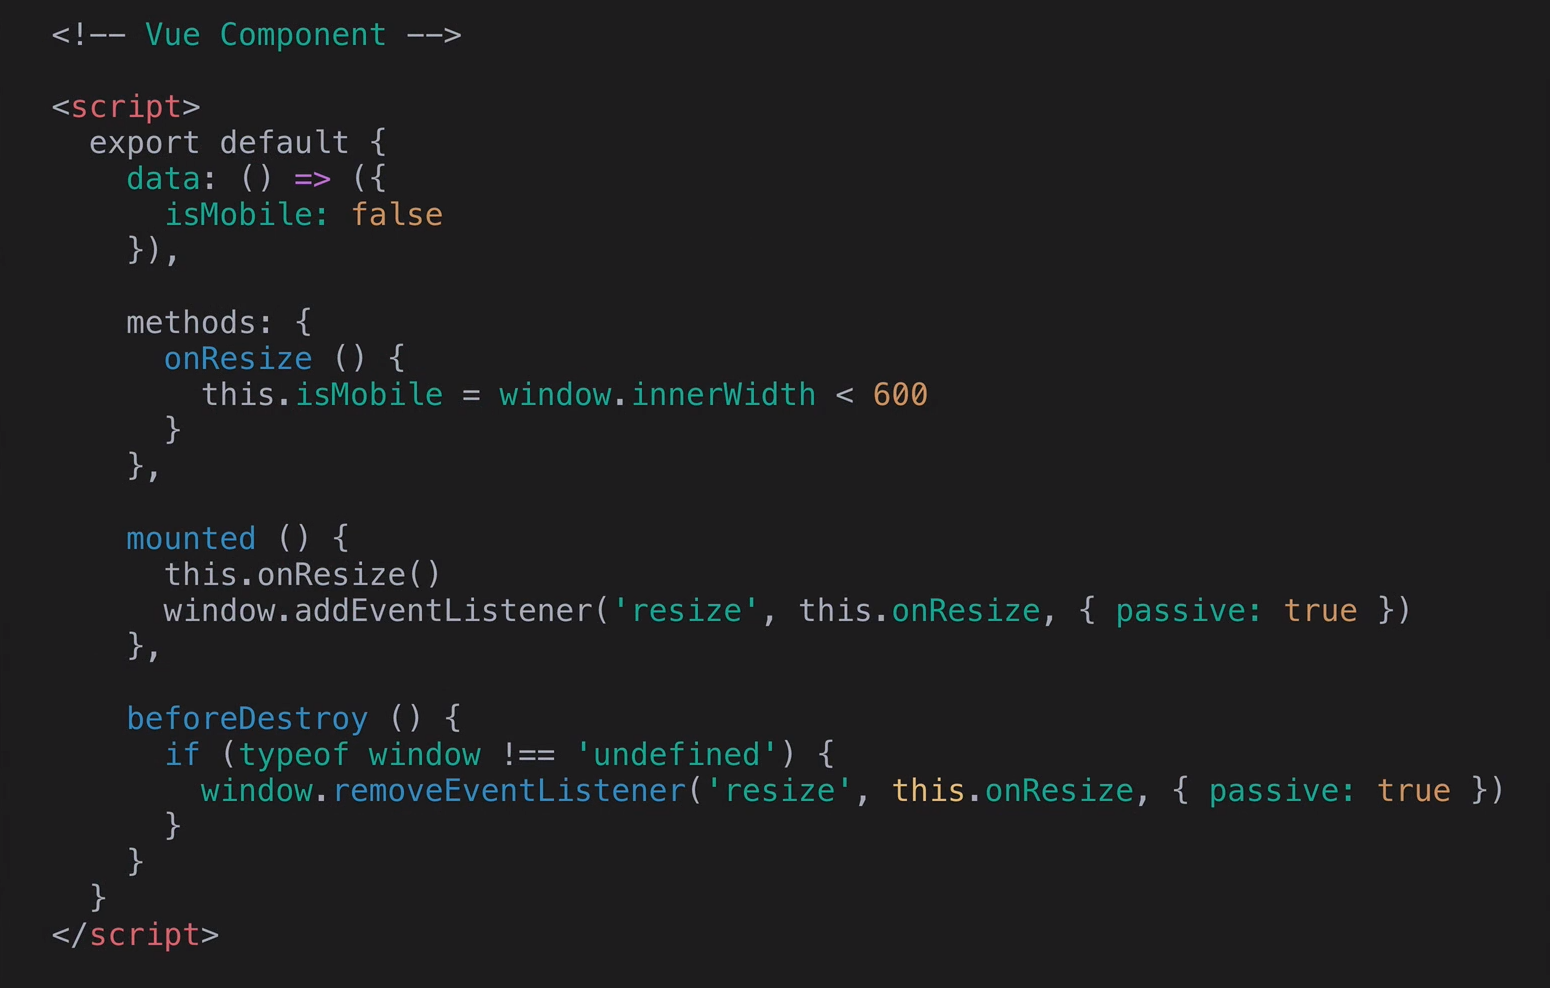 <!-- Vue Component -->

<script>
  export default {
    data: () => ({
      isMobile: false
    }),

    methods: {
      onResize () {
        this.isMobile = window.innerWidth < 600
      }
    },

    mounted () {
      this.onResize()
      window.addEventListener('resize', this.onResize, { passive: true })
    },

    beforeDestroy () {
      if (typeof window !== 'undefined') {
        window.removeEventListener('resize', this.onResize, { passive: true })
      }
    }
  }
</script>